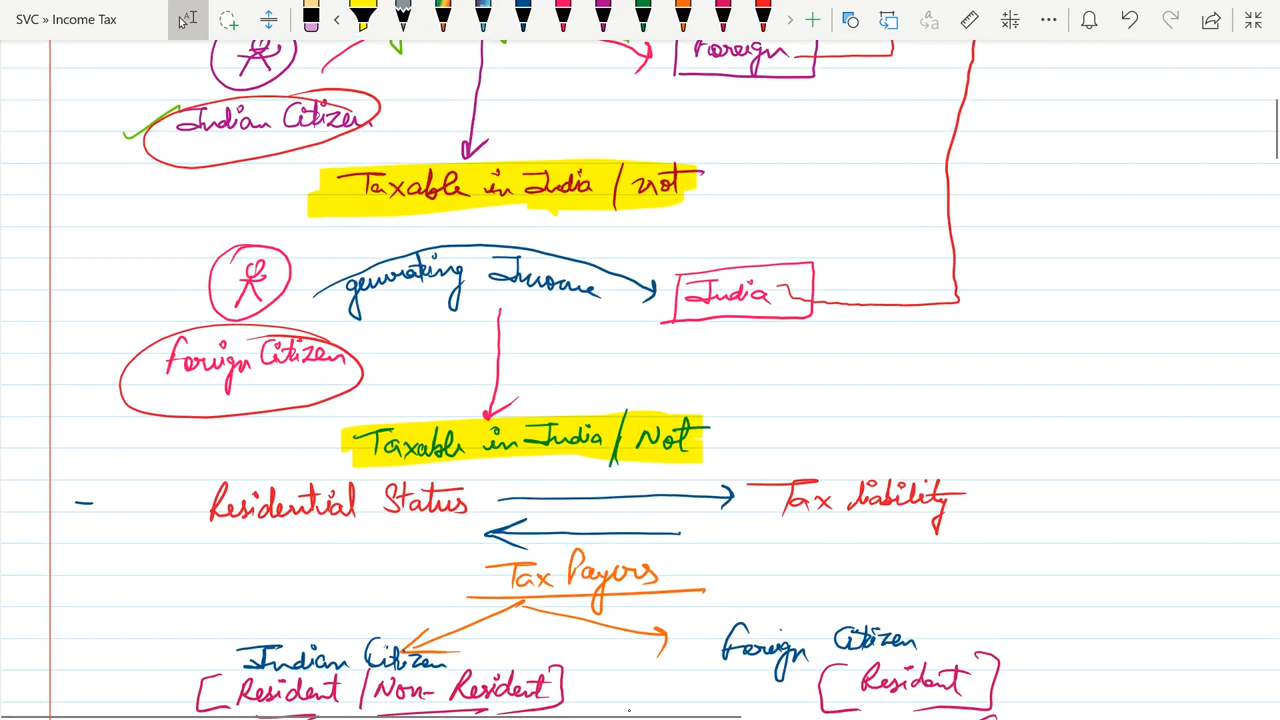 SVC » Income Tax
Foreign
Indian Citizen
Taxable in India / not
generating Income
India
Foreign Citizen
Taxable in India / Not
Residential Status
Tax liability
Tax Payers
Indian Citizen
Foreign Citizen
[Resident / Non-Resident]
[Resident]